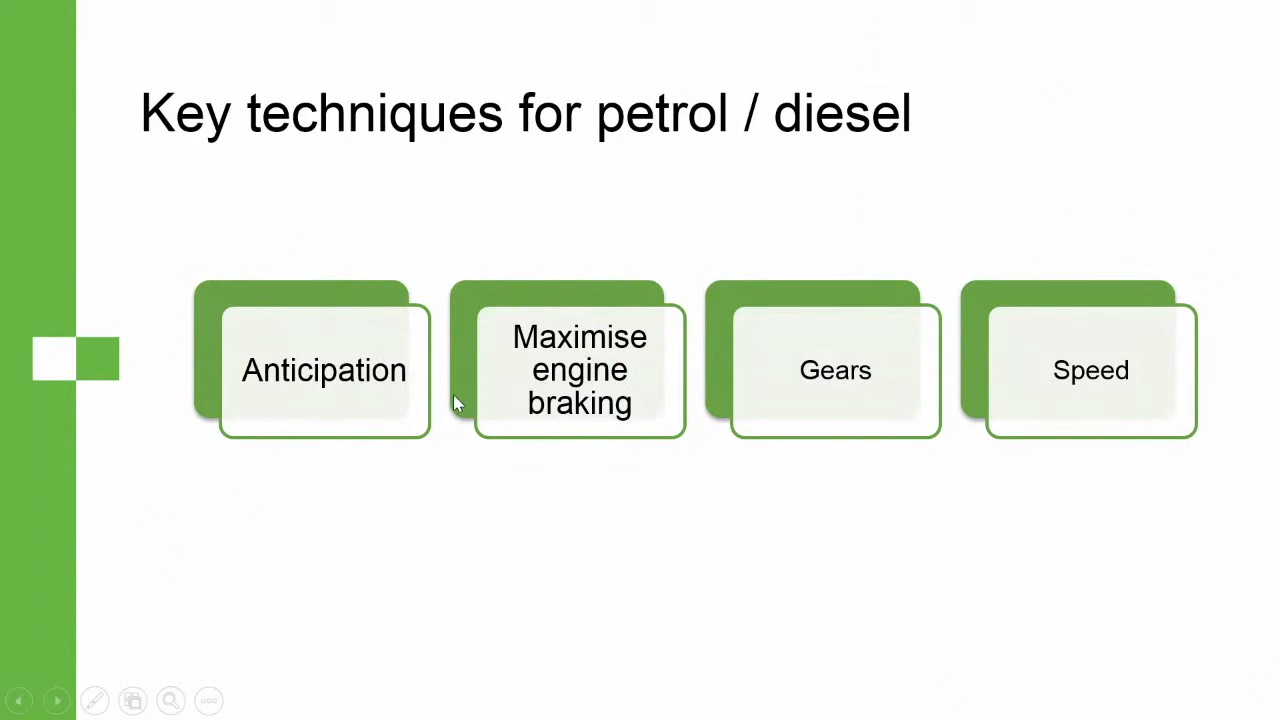 Key techniques for petrol / diesel
Anticipation
Maximise
engine
braking
Gears
Speed